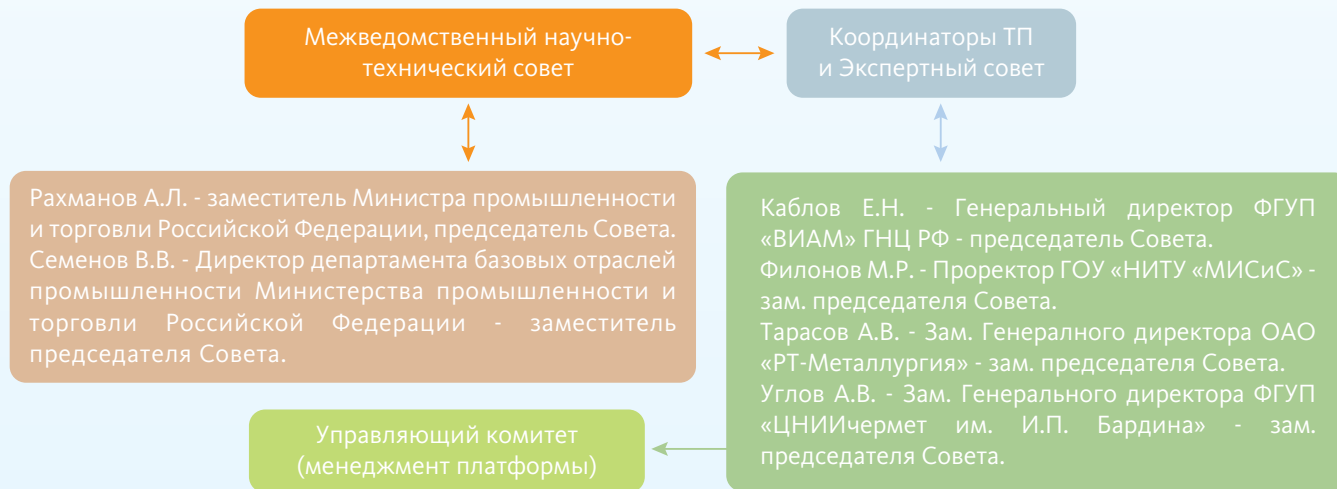 Межведомственный научно-
технический совет
Координаторы ТП
и Экспертный совет
Рахманов А.Л. - заместитель Министра промышленности
и торговли Российской Федерации, председатель Совета.
Семенов В.В. - Директор департамента базовых отраслей
промышленности Министерства промышленности и
торговли Российской Федерации - заместитель
председателя Совета.
Каблов Е.Н. - Генеральный директор ФГУП
«ВИАМ» ГНЦ РФ - председатель Совета.
Филонов М.Р. - Проректор ГОУ «НИТУ «МИСиС» -
зам. председателя Совета.
Тарасов А.В. - Зам. Генералного директора ОАО
«РТ-Металлургия» - зам. председателя Совета.
Углов А.В. - Зам. Генерального директора ФГУП
«ЦНИИчермет им. И.П. Бардина» - зам.
председателя Совета.
Управляющий комитет
(менеджмент платформы)